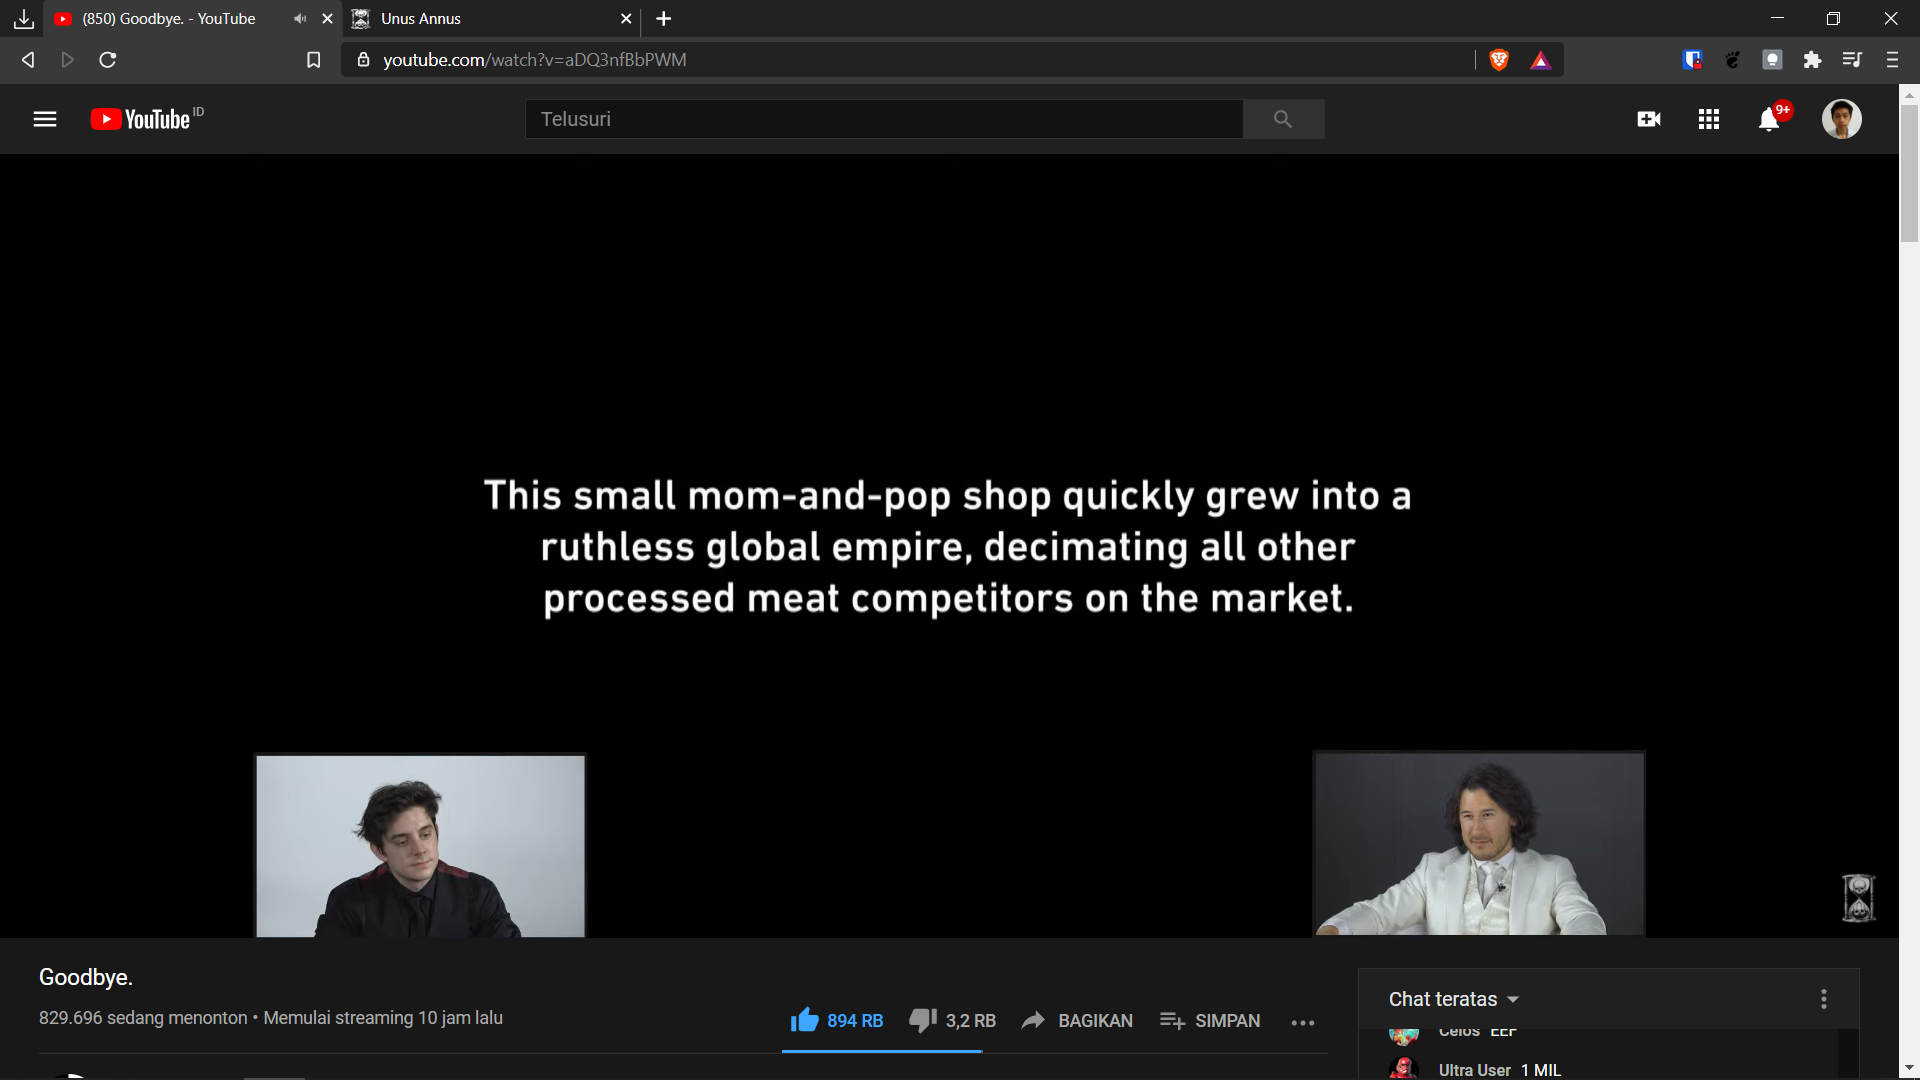 (850) Goodbye. - YouTube
Unus Annus
youtube.com/watch?v=aDQ3nfBbPWM
YouTube ID
Telusuri
9+
This small mom-and-pop shop quickly grew into a
ruthless global empire, decimating all other
processed meat competitors on the market.
Goodbye.
829.696 sedang menonton • Memulai streaming 10 jam lalu
894 RB
3,2 RB
BAGIKAN
SIMPAN
Chat teratas
Celos EEF
Ultra User 1 MIL